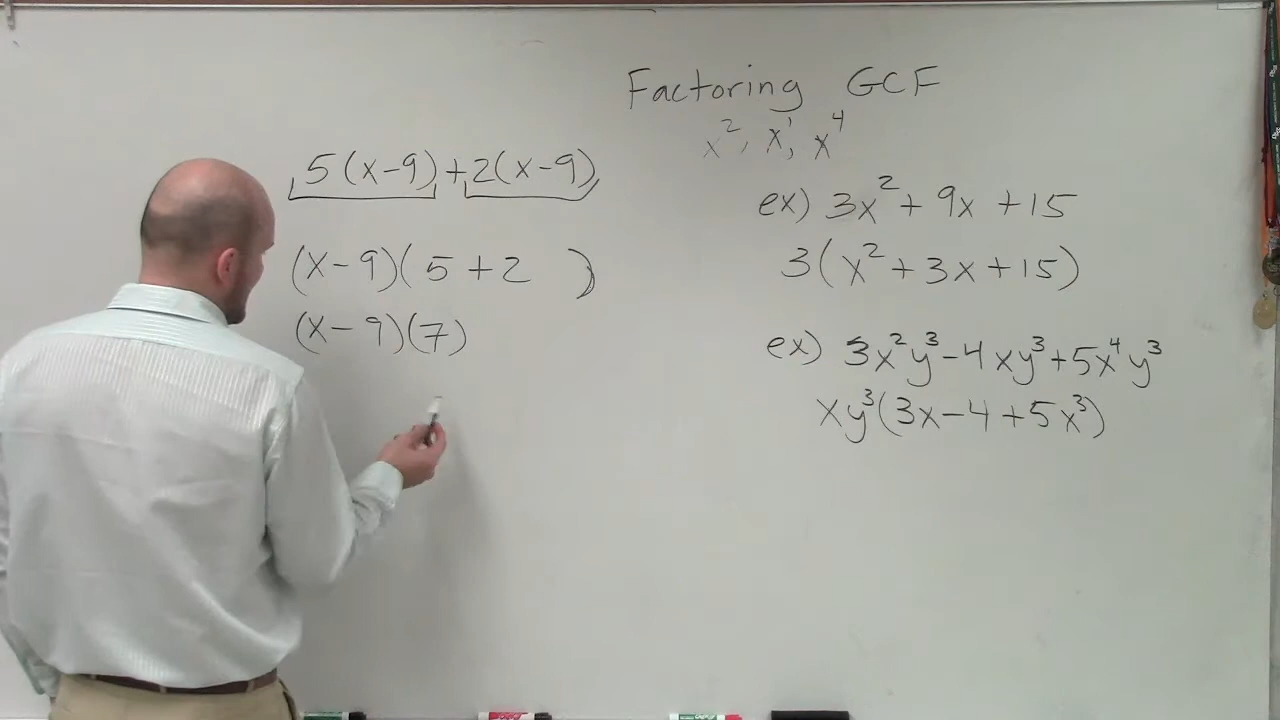 Factoring GCF
x², x¹, x⁴
5(x-9)+2(x-9)
(x-9)(5+2 )
(x-9)(7)
ex) 3x²+9x+15
3(x²+3x+15)
ex) 3x²y³-4xy³+5x⁴y³
xy³(3x-4+5x³)